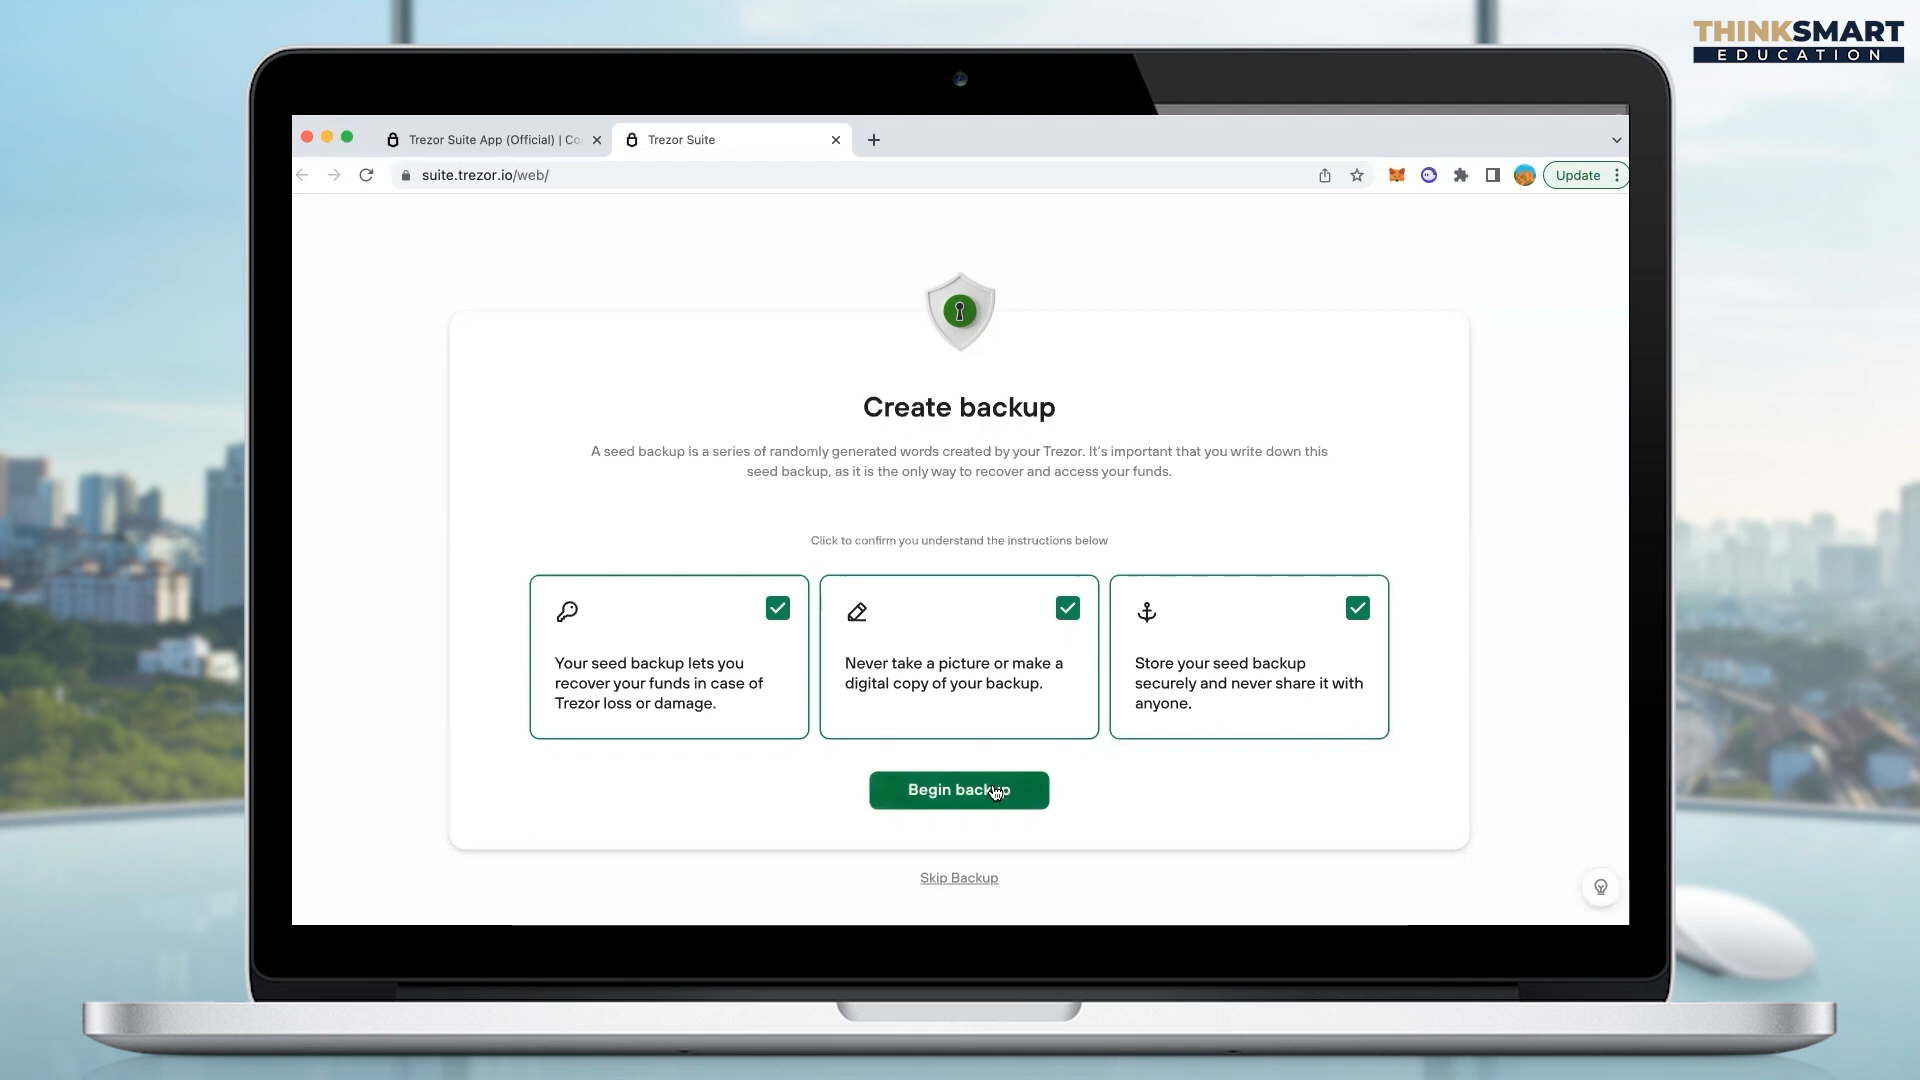 THINKSMART
EDUCATION
Trezor Suite App (Official) | Co
Trezor Suite
suite.trezor.io/web/
Update
Create backup
A seed backup is a series of randomly generated words created by your Trezor. It's important that you write down this
seed backup, as it is the only way to recover and access your funds.
Click to confirm you understand the instructions below
Your seed backup lets you
recover your funds in case of
Trezor loss or damage.
Never take a picture or make a
digital copy of your backup.
Store your seed backup
securely and never share it with
anyone.
Begin backup
Skip Backup